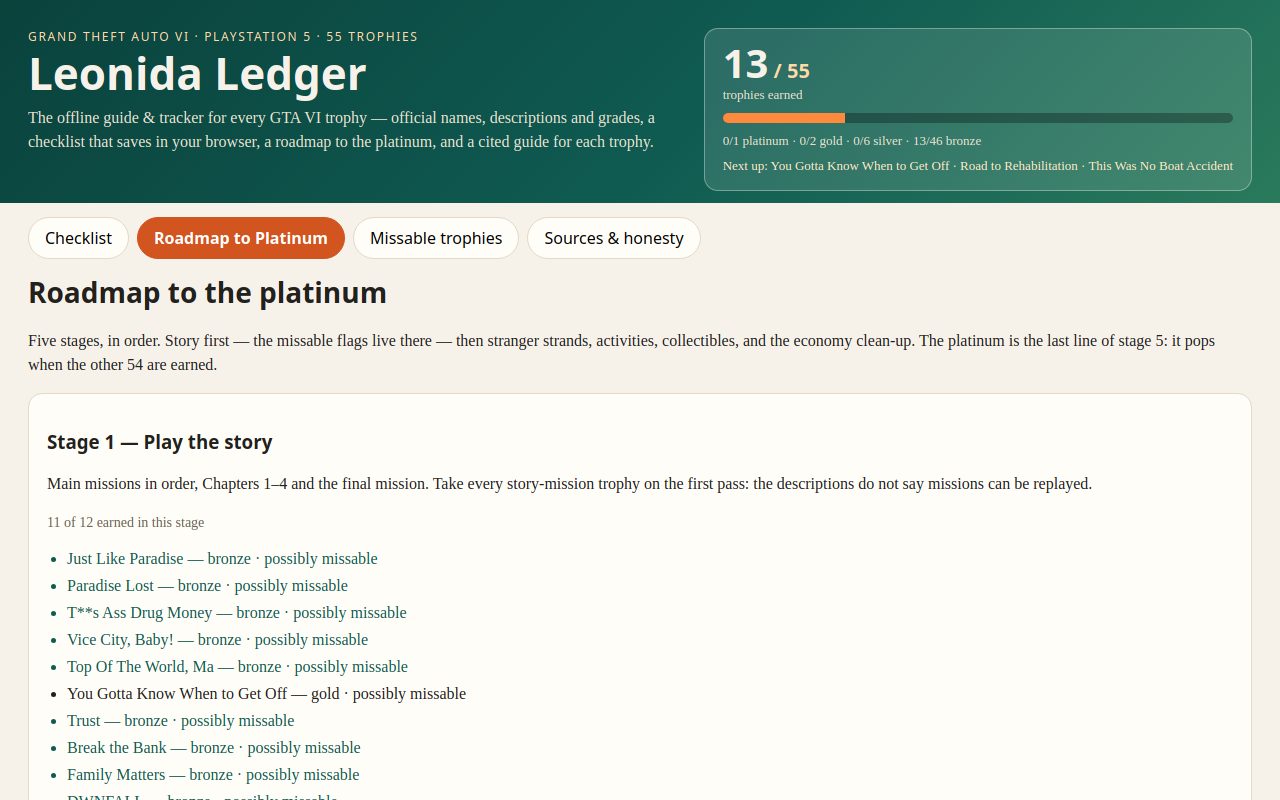 GRAND THEFT AUTO VI · PLAYSTATION 5 · 55 TROPHIES
Leonida Ledger
The offline guide & tracker for every GTA VI trophy — official names, descriptions and grades, a
checklist that saves in your browser, a roadmap to the platinum, and a cited guide for each trophy.
13 / 55
trophies earned
0/1 platinum · 0/2 gold · 0/6 silver · 13/46 bronze
Next up: You Gotta Know When to Get Off · Road to Rehabilitation · This Was No Boat Accident
Checklist
Roadmap to Platinum
Missable trophies
Sources & honesty
Roadmap to the platinum
Five stages, in order. Story first — the missable flags live there — then stranger strands, activities, collectibles, and the economy clean-up. The platinum is the last line of stage 5: it pops
when the other 54 are earned.
Stage 1 — Play the story
Main missions in order, Chapters 1–4 and the final mission. Take every story-mission trophy on the first pass: the descriptions do not say missions can be replayed.
11 of 12 earned in this stage
Just Like Paradise — bronze · possibly missable
Paradise Lost — bronze · possibly missable
T**s Ass Drug Money — bronze · possibly missable
Vice City, Baby! — bronze · possibly missable
Top Of The World, Ma — bronze · possibly missable
You Gotta Know When to Get Off — gold · possibly missable
Trust — bronze · possibly missable
Break the Bank — bronze · possibly missable
Family Matters — bronze · possibly missable
DWNFALL — bronze · possibly missable